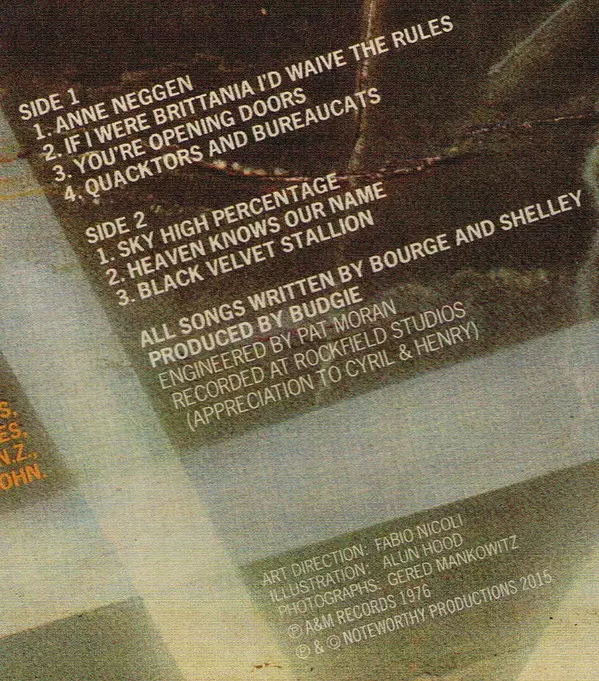 SIDE 1
1. ANNE NEGGEN
2. IF I WERE BRITTANIA I'D WAIVE THE RULES
3. YOU'RE OPENING DOORS
4. QUACKTORS AND BUREAUCATS
SIDE 2
1. SKY HIGH PERCENTAGE
2. HEAVEN KNOWS OUR NAME
3. BLACK VELVET STALLION
ALL SONGS WRITTEN BY BOURGE AND SHELLEY
PRODUCED BY BUDGIE
ENGINEERED BY PAT MORAN
RECORDED AT ROCKFIELD STUDIOS
(APPRECIATION TO CYRIL & HENRY)
S,
ES,
N.Z.,
OHN.
ART DIRECTION: FABIO NICOLI
ILLUSTRATION: ALUN HOOD
PHOTOGRAPHS: GERED MANKOWITZ
℗ A&M RECORDS 1976
℗ & © NOTEWORTHY PRODUCTIONS 2015